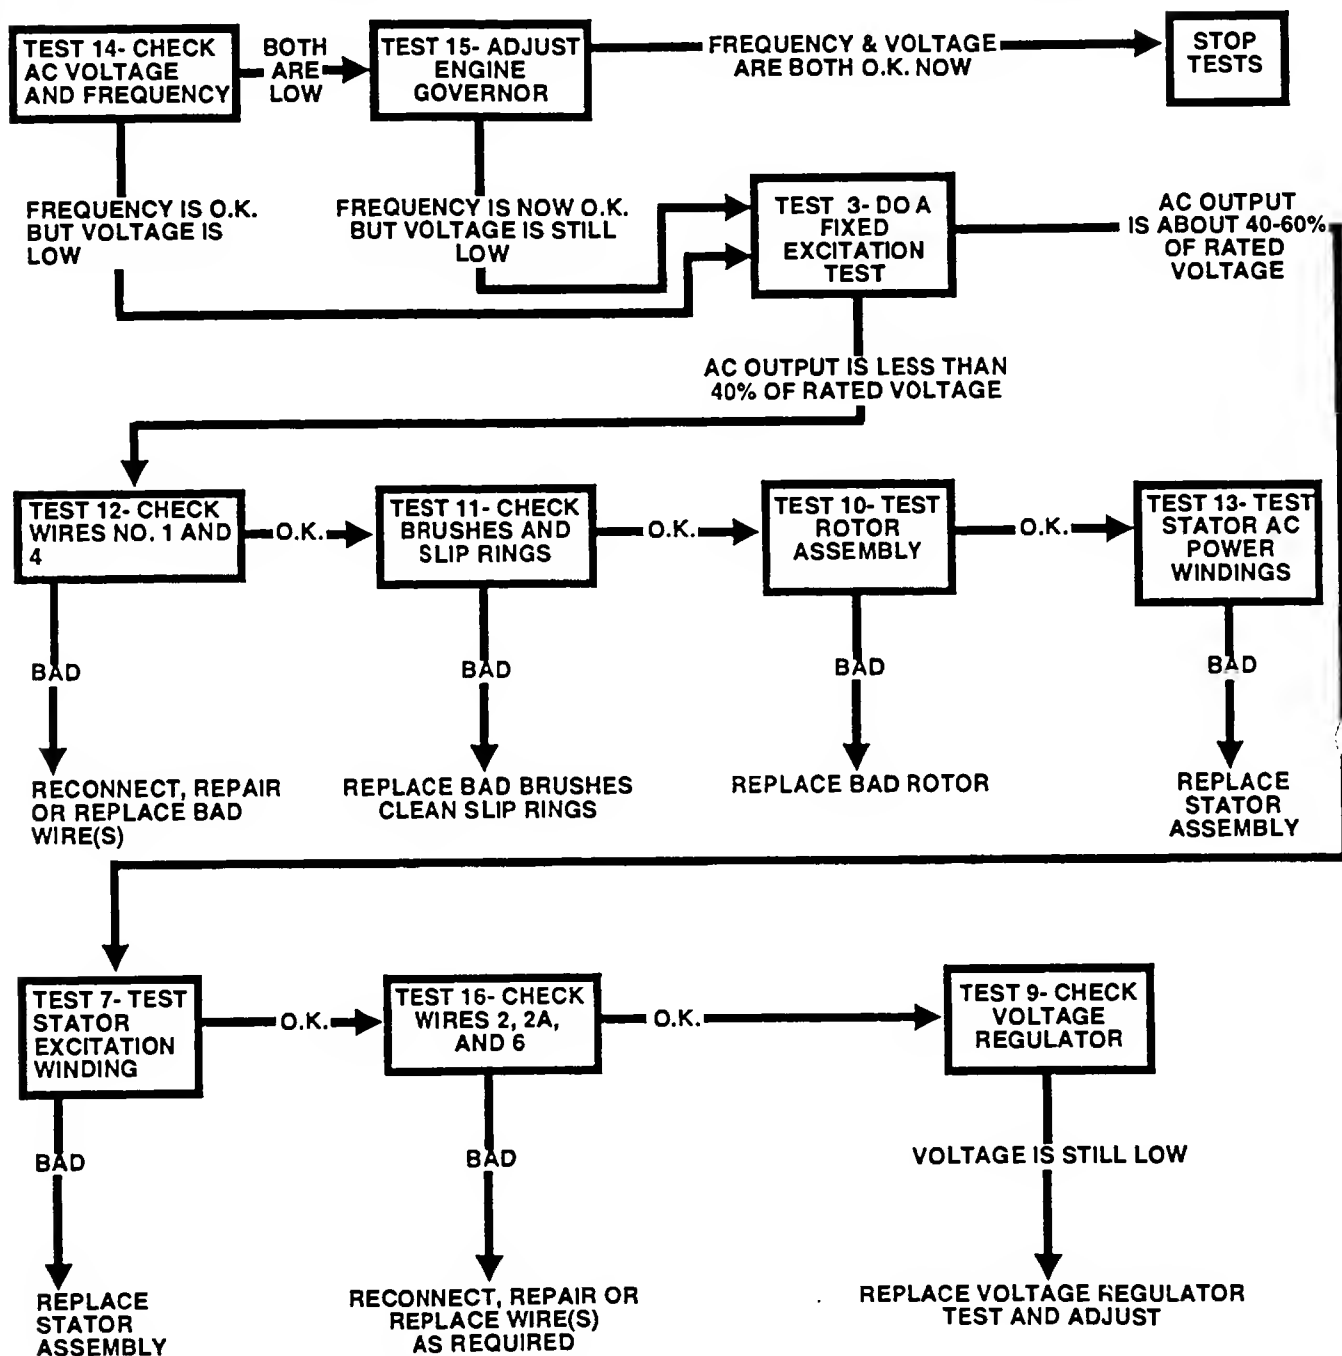 TEST 14- CHECK
AC VOLTAGE
AND FREQUENCY
BOTH
ARE
LOW
TEST 15- ADJUST
ENGINE
GOVERNOR
FREQUENCY & VOLTAGE
ARE BOTH O.K. NOW
STOP
TESTS
FREQUENCY IS O.K.
BUT VOLTAGE IS
LOW
FREQUENCY IS NOW O.K.
BUT VOLTAGE IS STILL
LOW
TEST 3- DO A
FIXED
EXCITATION
TEST
AC OUTPUT
IS ABOUT 40-60%
OF RATED
VOLTAGE
AC OUTPUT IS LESS THAN
40% OF RATED VOLTAGE
TEST 12- CHECK
WIRES NO. 1 AND
4
O.K.
TEST 11- CHECK
BRUSHES AND
SLIP RINGS
O.K.
TEST 10- TEST
ROTOR
ASSEMBLY
O.K.
TEST 13- TEST
STATOR AC
POWER
WINDINGS
BAD
BAD
BAD
BAD
RECONNECT, REPAIR
OR REPLACE BAD
WIRE(S)
REPLACE BAD BRUSHES
CLEAN SLIP RINGS
REPLACE BAD ROTOR
REPLACE
STATOR
ASSEMBLY
TEST 7- TEST
STATOR
EXCITATION
WINDING
O.K.
TEST 16- CHECK
WIRES 2, 2A,
AND 6
O.K.
TEST 9- CHECK
VOLTAGE
REGULATOR
BAD
BAD
VOLTAGE IS STILL LOW
REPLACE
STATOR
ASSEMBLY
RECONNECT, REPAIR OR
REPLACE WIRE(S)
AS REQUIRED
REPLACE VOLTAGE REGULATOR
TEST AND ADJUST